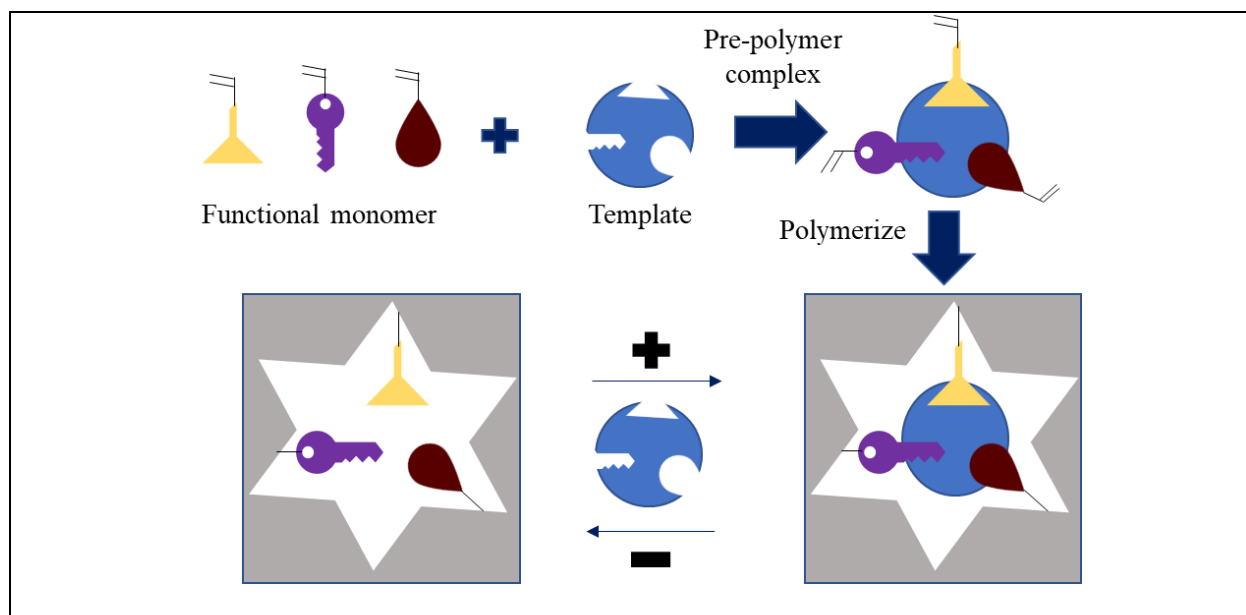 Pre-polymer
complex
Functional monomer
Template
Polymerize